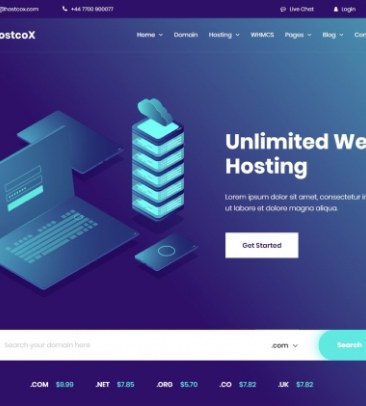 @hostcox.com +44 7700 900077 Live Chat Login
ostcoX Home Domain Hosting WHMCS Pages Blog Con
Unlimited We
Hosting
Lorem ipsum dolor sit amet, consectetur i
ut labore et dolore magna aliqua.
Get Started
Search your domain here .com Search
.COM $9.99 .NET $7.85 .ORG $5.70 .CO $7.82 .UK $7.82